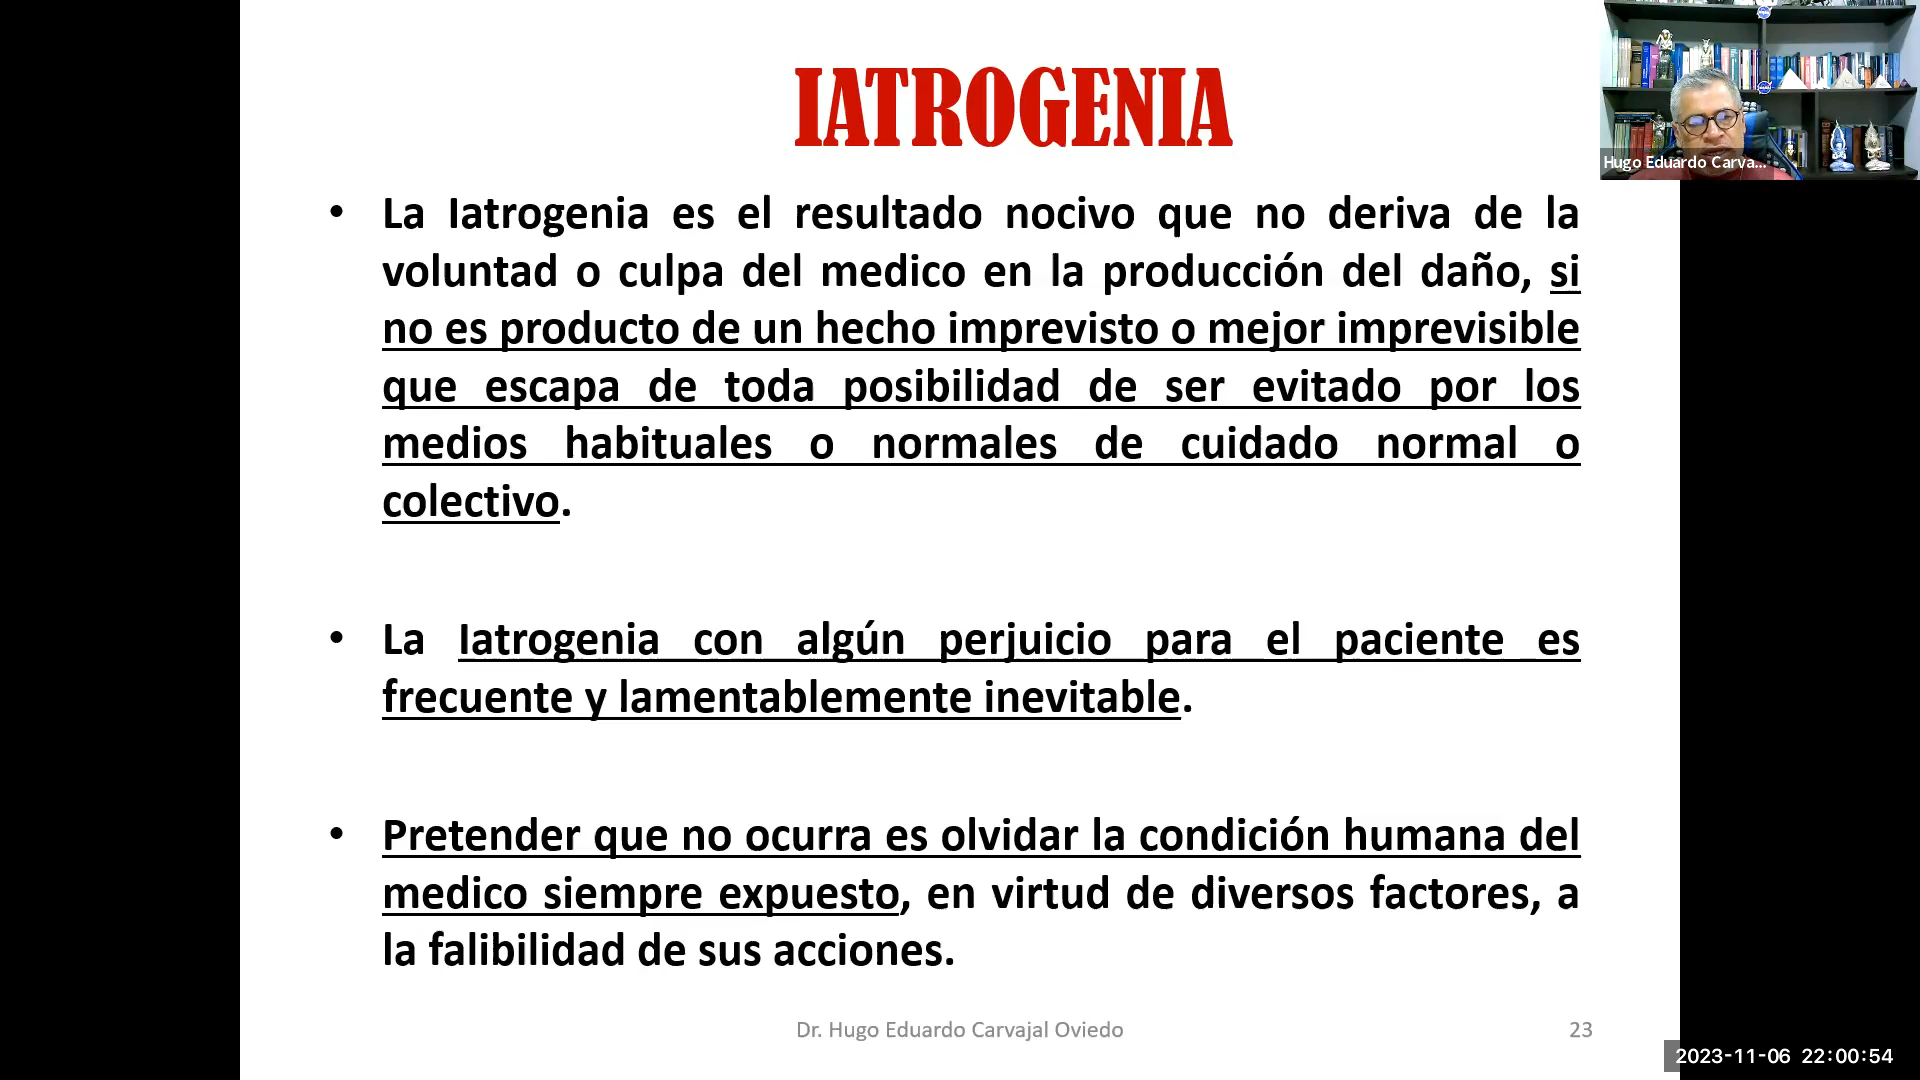 IATROGENIA
Hugo Eduardo Carva...
• La Iatrogenia es el resultado nocivo que no deriva de la
voluntad o culpa del medico en la producción del daño, si
no es producto de un hecho imprevisto o mejor imprevisible
que escapa de toda posibilidad de ser evitado por los
medios habituales o normales de cuidado normal o
colectivo.
• La Iatrogenia con algún perjuicio para el paciente es
frecuente y lamentablemente inevitable.
• Pretender que no ocurra es olvidar la condición humana del
medico siempre expuesto, en virtud de diversos factores, a
la falibilidad de sus acciones.
Dr. Hugo Eduardo Carvajal Oviedo
23
2023-11-06 22:00:54